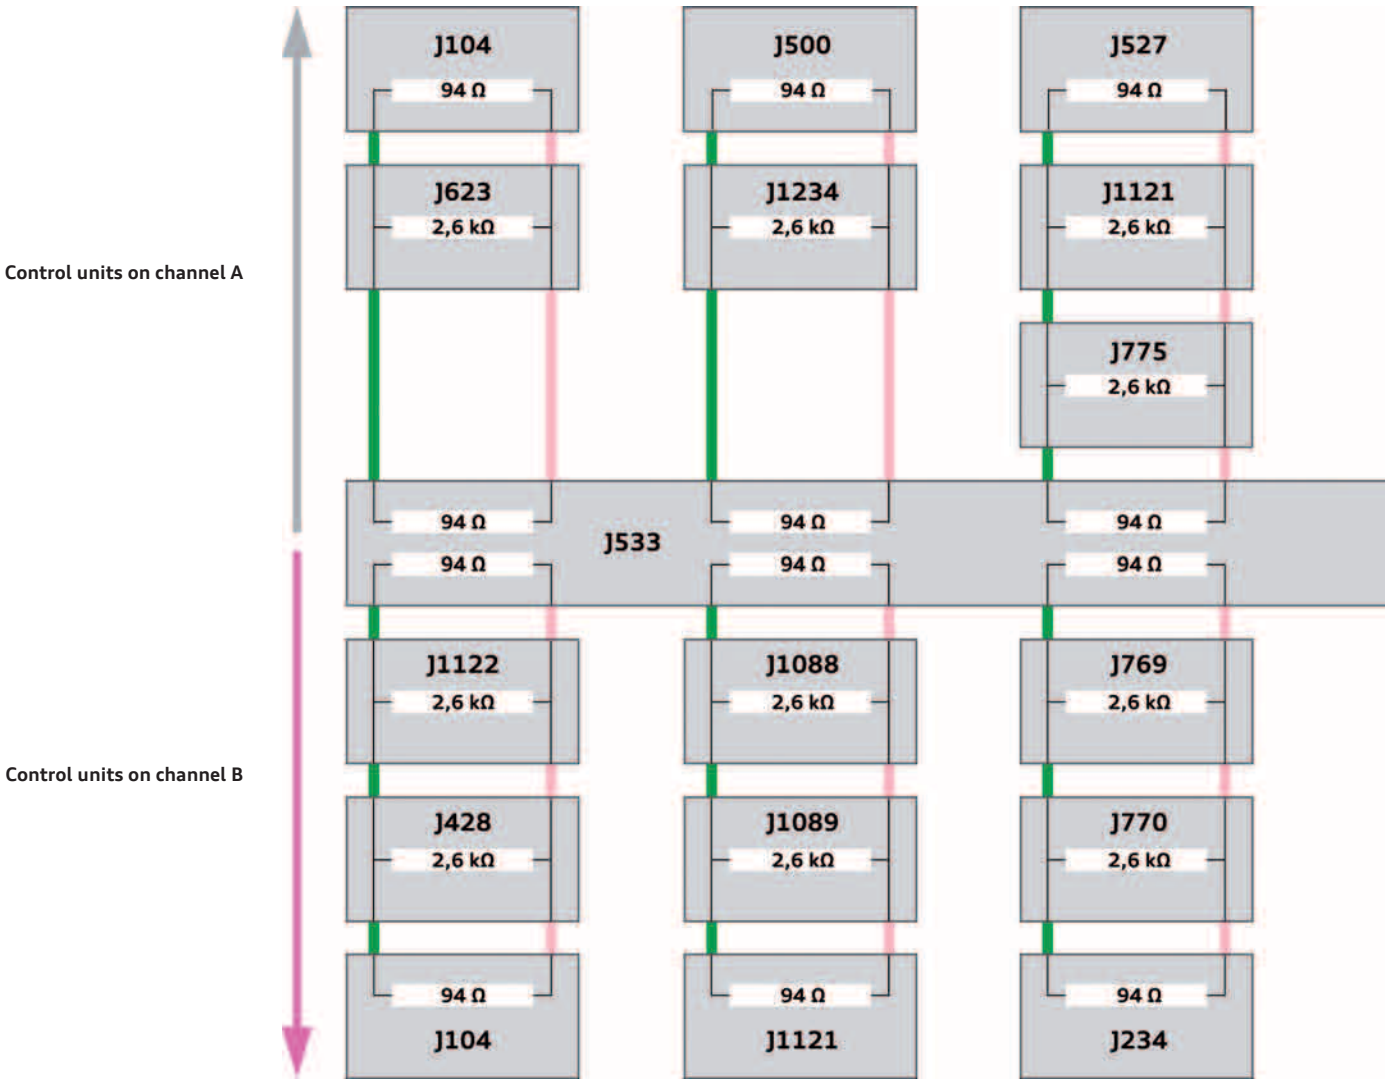 J104 J500 J527
94 Ω 94 Ω 94 Ω
J623 J1234 J1121
2,6 kΩ 2,6 kΩ 2,6 kΩ
Control units on channel A
J775
2,6 kΩ
94 Ω 94 Ω 94 Ω
J533
94 Ω 94 Ω 94 Ω
J1122 J1088 J769
2,6 kΩ 2,6 kΩ 2,6 kΩ
Control units on channel B
J428 J1089 J770
2,6 kΩ 2,6 kΩ 2,6 kΩ
94 Ω 94 Ω 94 Ω
J104 J1121 J234